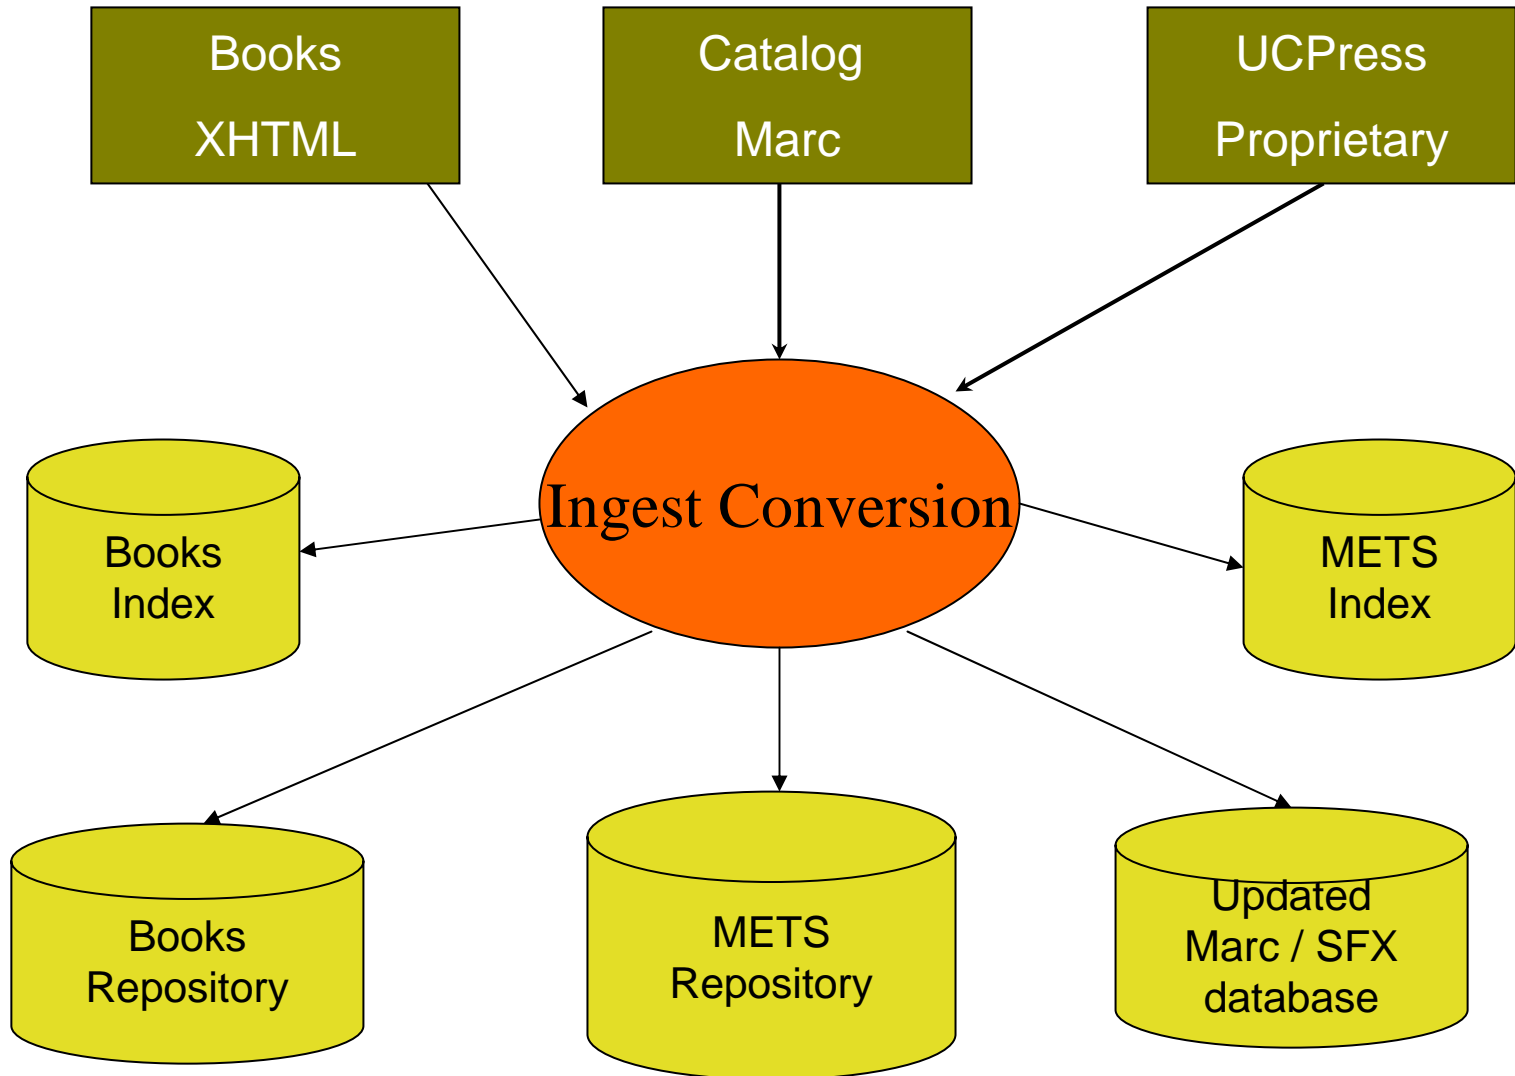 Books
XHTML
Catalog
Marc
UCPress
Proprietary
Ingest Conversion
Books
Index
METS
Index
Books
Repository
METS
Repository
Updated
Marc / SFX
database